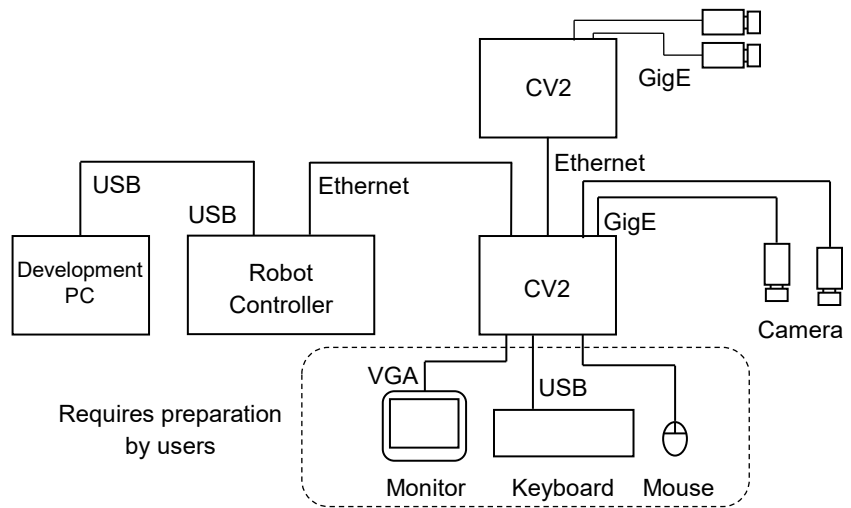 CV2
GigE
Ethernet
USB
Ethernet
USB
GigE
Development
PC
Robot
Controller
CV2
Camera
VGA
USB
Requires preparation
by users
Monitor
Keyboard
Mouse